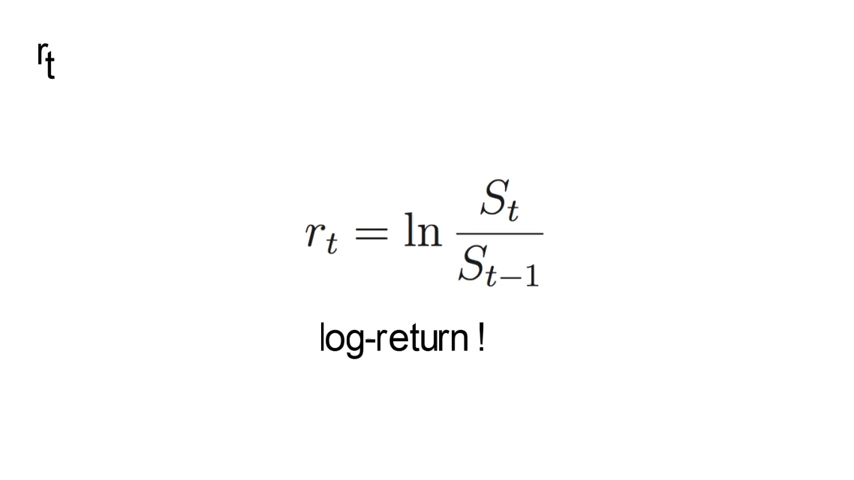 r_t
r_t = ln S_t / S_{t-1}
log-return !